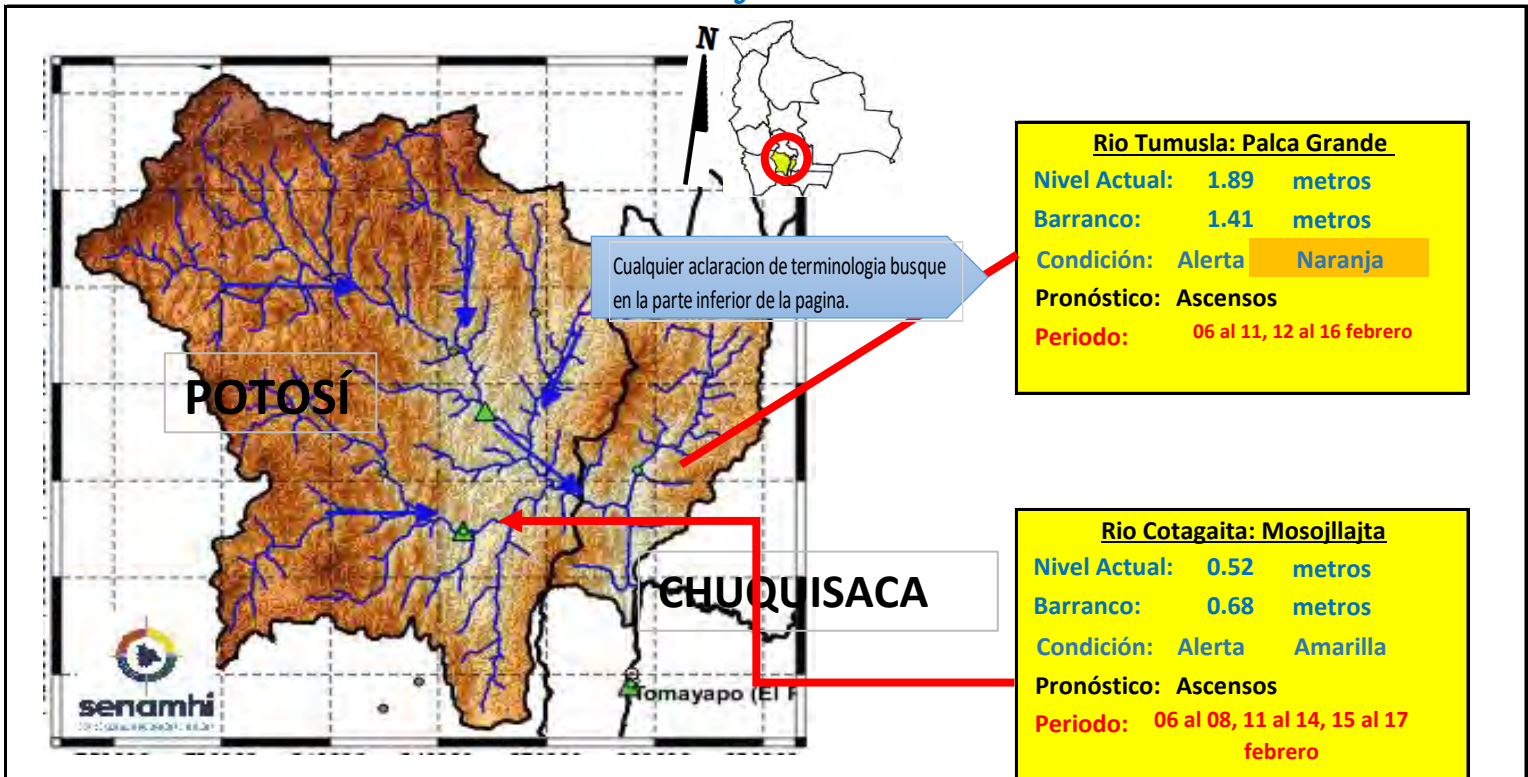 N
Cualquier aclaracion de terminologia busque
en la parte inferior de la pagina.
POTOSÍ
CHUQUISACA
Tomayapo (El
senamhi
Rio Tumusla: Palca Grande
Nivel Actual: 1.89 metros
Barranco: 1.41 metros
Condición: Alerta Naranja
Pronóstico: Ascensos
Periodo: 06 al 11, 12 al 16 febrero
Rio Cotagaita: Mosojllajta
Nivel Actual: 0.52 metros
Barranco: 0.68 metros
Condición: Alerta Amarilla
Pronóstico: Ascensos
Periodo: 06 al 08, 11 al 14, 15 al 17
febrero